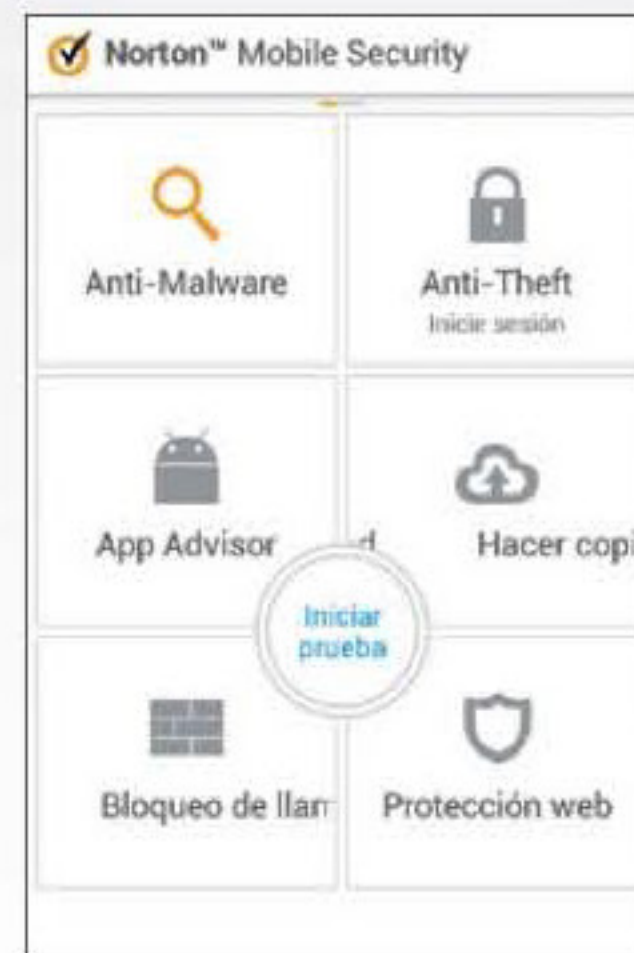 Norton™ Mobile Security
Anti-Malware
Anti-Theft
Inicie sesión
App Advisor
d
Hacer copi
Iniciar
prueba
Bloqueo de llam
Protección web